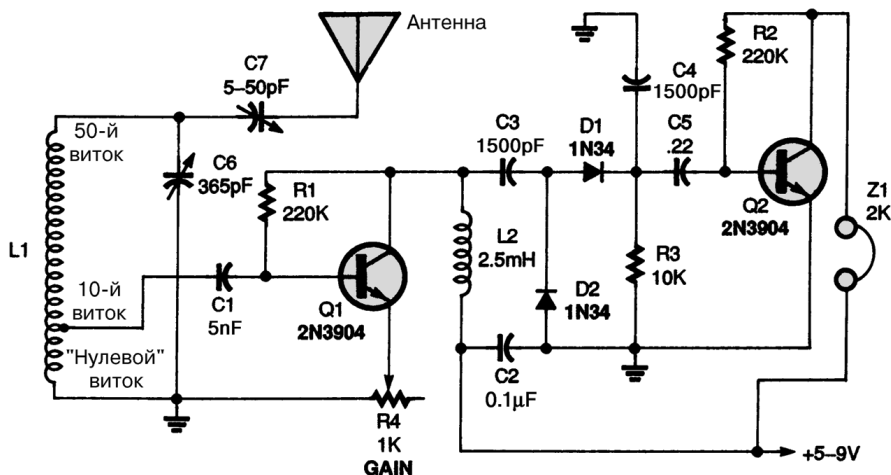 Антенна
C7
5–50pF
50-й
виток
C6
365pF
R1
220K
L1
10-й
виток
C1
5nF
Q1
2N3904
"Нулевой"
виток
R4
1K
GAIN
C3
1500pF
D1
1N34
C4
1500pF
C5
.22
R2
220K
Q2
2N3904
Z1
2K
L2
2.5mH
D2
1N34
R3
10K
C2
0.1μF
+5–9V